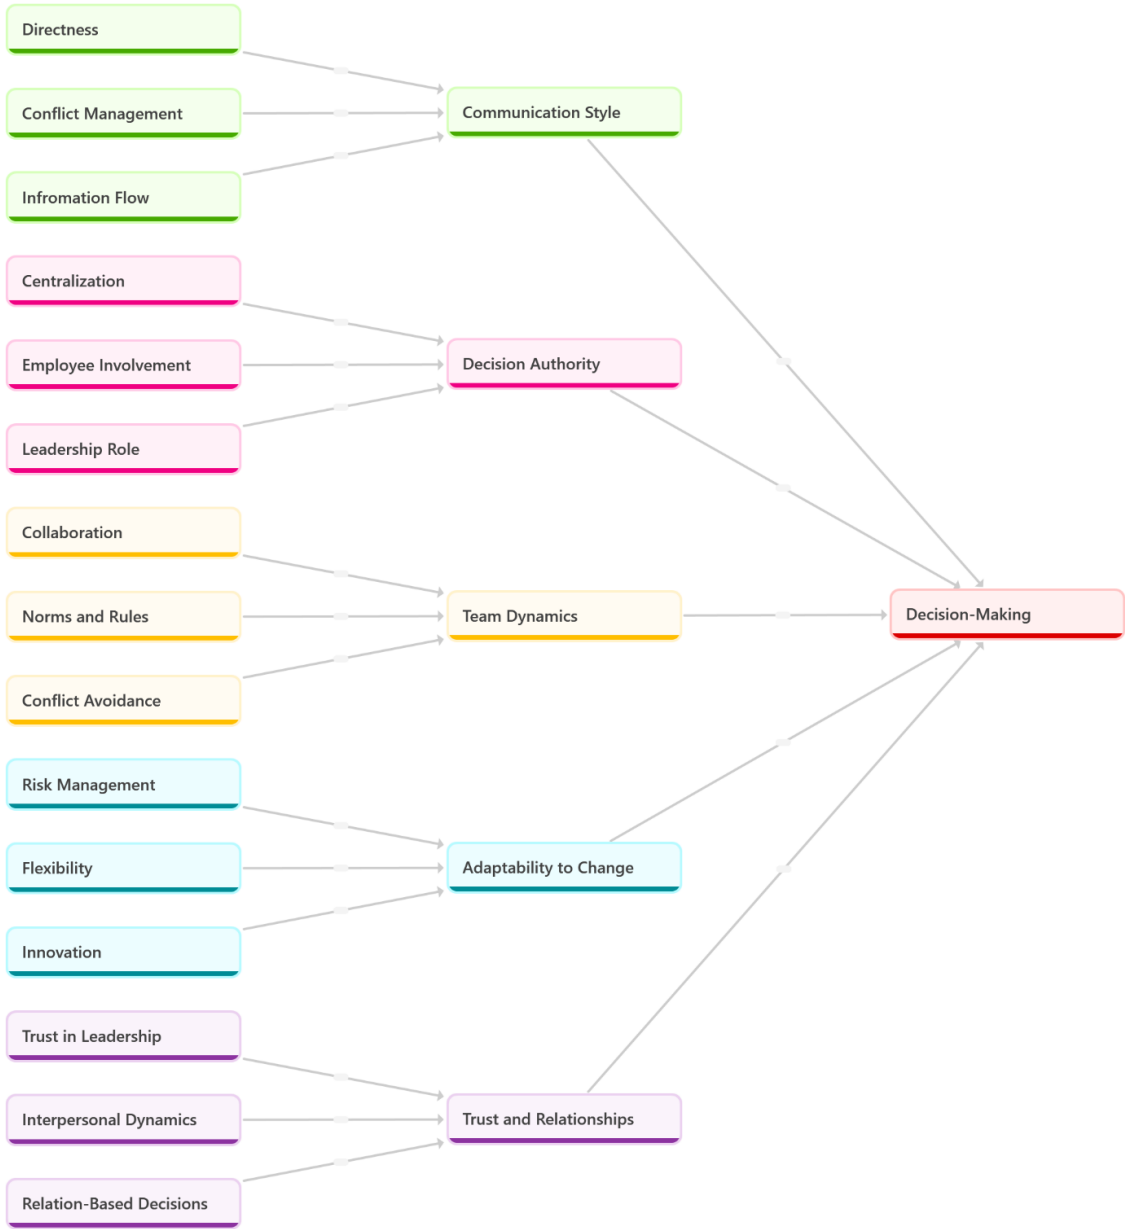 Directness
Conflict Management
Communication Style
Infromation Flow
Centralization
Employee Involvement
Decision Authority
Leadership Role
Collaboration
Norms and Rules
Team Dynamics
Decision-Making
Conflict Avoidance
Risk Management
Flexibility
Adaptability to Change
Innovation
Trust in Leadership
Interpersonal Dynamics
Trust and Relationships
Relation-Based Decisions